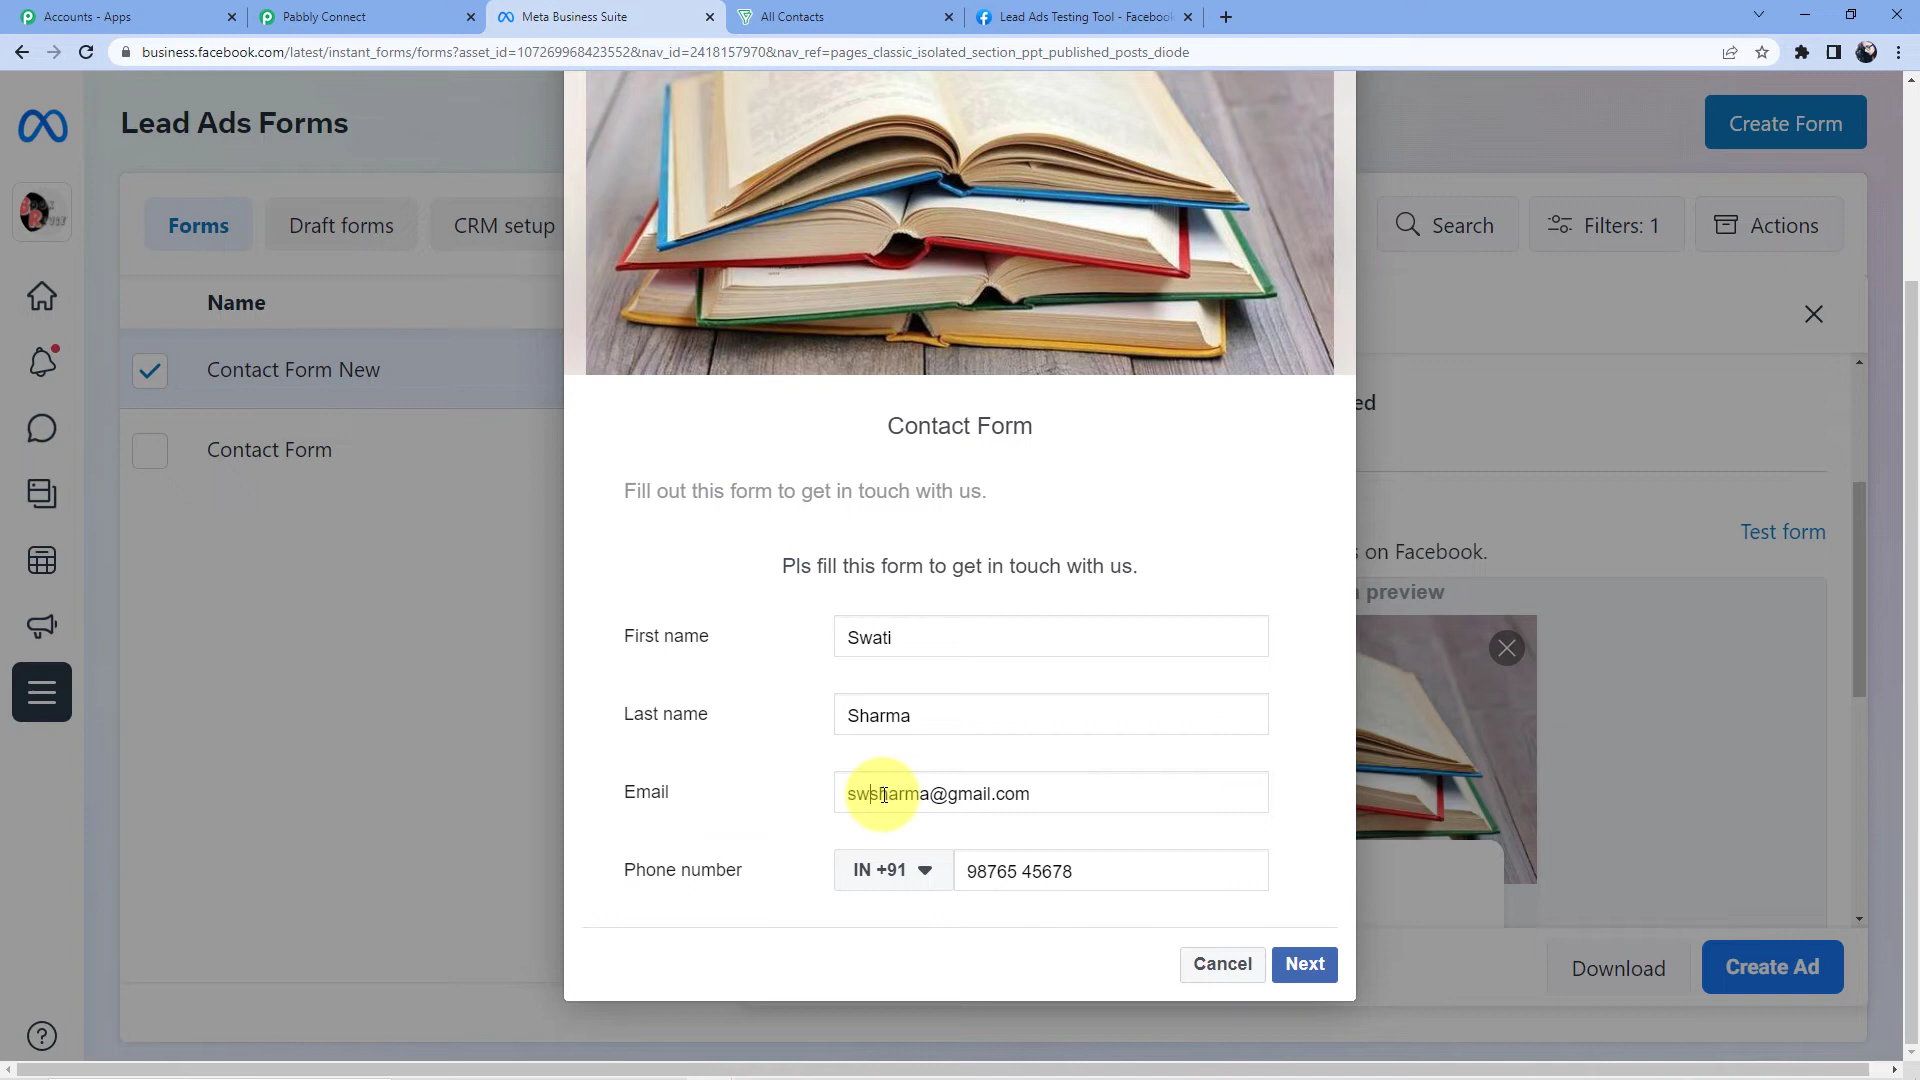 Accounts - Apps
Pabbly Connect
Meta Business Suite
All Contacts
Lead Ads Testing Tool - Facebook
business.facebook.com/latest/instant_forms/forms?asset_id=107269968423552&nav_id=2418157970&nav_ref=pages_classic_isolated_section_ppt_published_posts_diode
Lead Ads Forms
Create Form
Forms
Draft forms
CRM setup
Search
Filters: 1
Actions
Name
Contact Form New
Contact Form
ed
Test form
s on Facebook.
preview
Contact Form
Fill out this form to get in touch with us.
Pls fill this form to get in touch with us.
First name
Swati
Last name
Sharma
Email
swsharma@gmail.com
Phone number
IN +91
98765 45678
Cancel
Next
Download
Create Ad